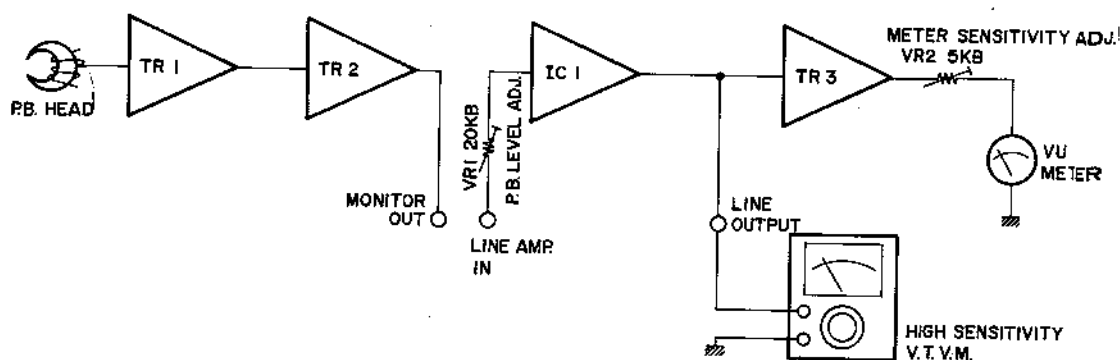 P.B. HEAD
TR 1
TR 2
MONITOR
OUT
VR1 20KB
P.B. LEVEL ADJ.
LINE AMP.
IN
IC 1
LINE
OUTPUT
TR 3
METER SENSITIVITY ADJ.
VR2 5KB
VU
METER
HIGH SENSITIVITY
V.T.V.M.